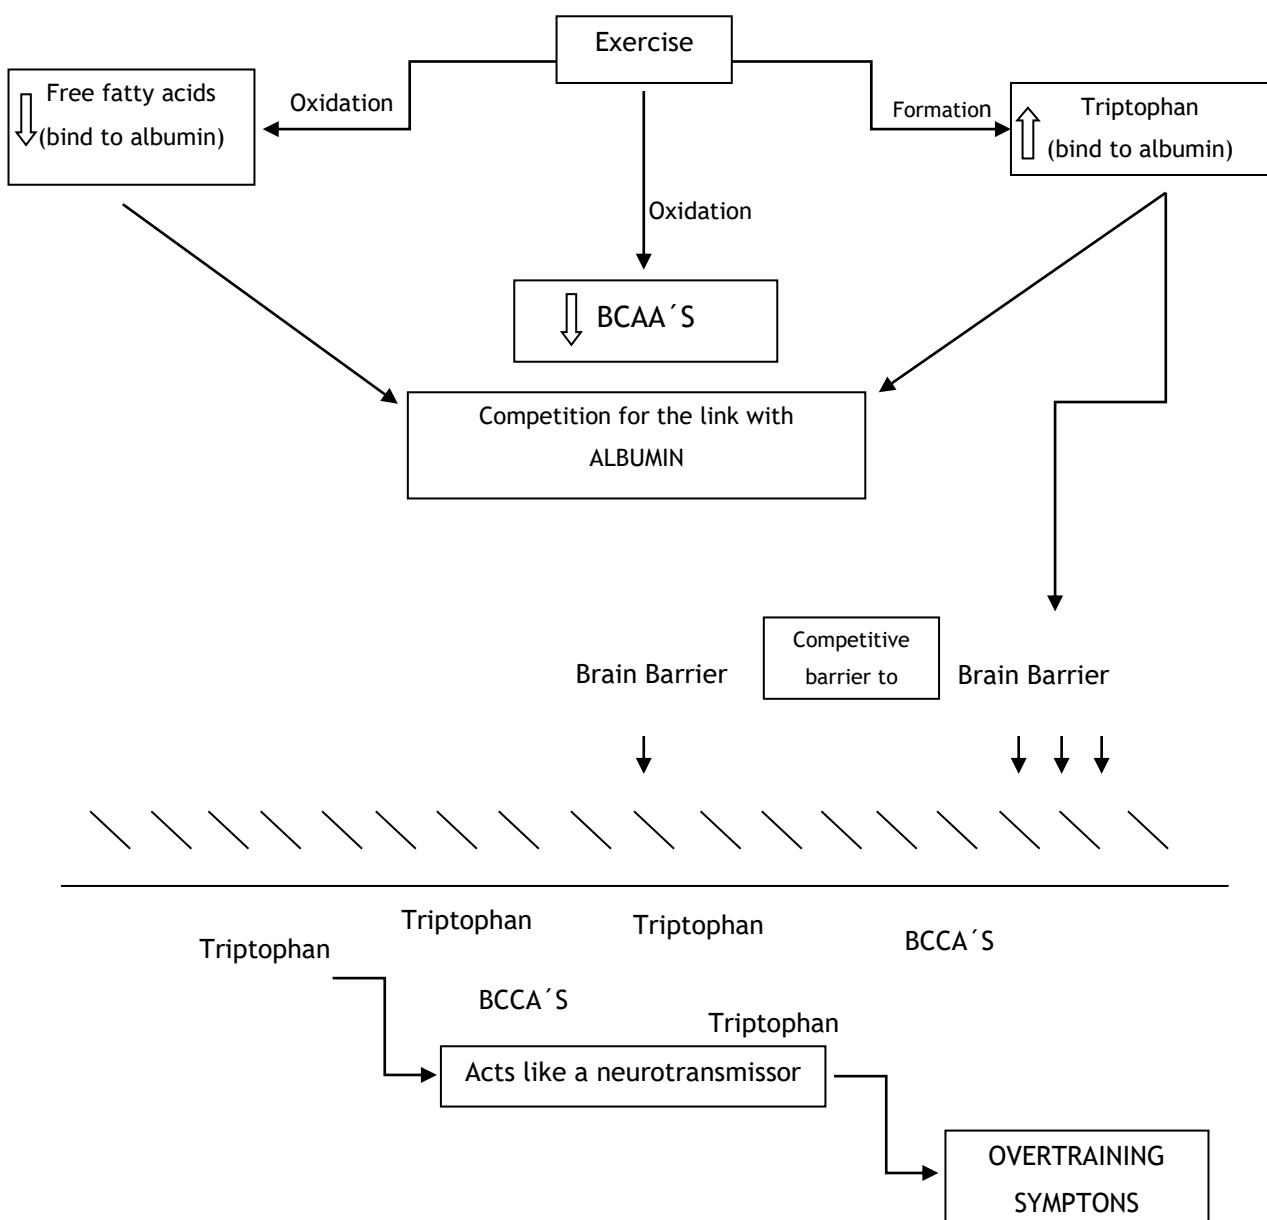 Exercise
Free fatty acids
(bind to albumin)
Oxidation
Formation
Triptophan
(bind to albumin)
Oxidation
BCAA´S
Competition for the link with
ALBUMIN
Brain Barrier
Competitive
barrier to
Brain Barrier
Triptophan
Triptophan
Triptophan
BCCA´S
BCCA´S
Triptophan
Acts like a neurotransmissor
OVERTRAINING
SYMPTONS